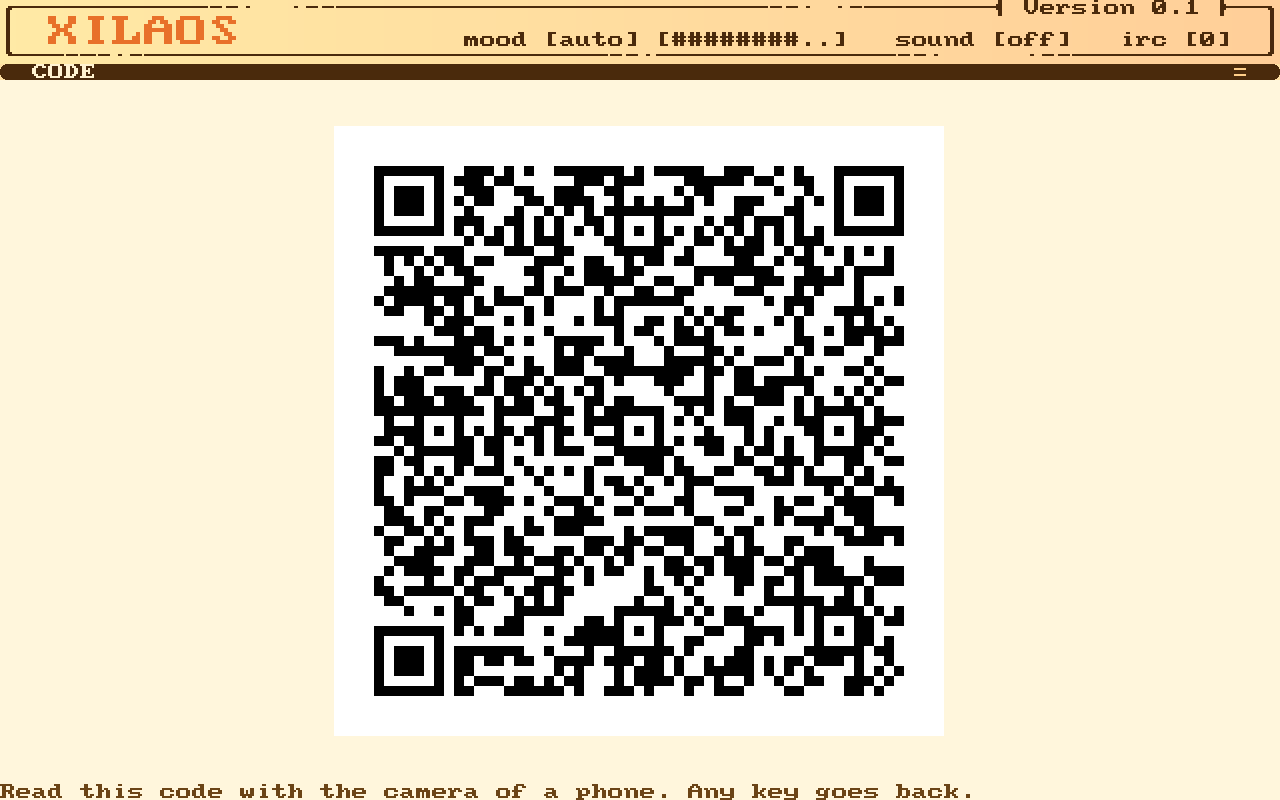 Version 0.1
XILAOS
mood [auto] [########..] sound [off] irc [0]
CODE =
Read this code with the camera of a phone. Any key goes back.